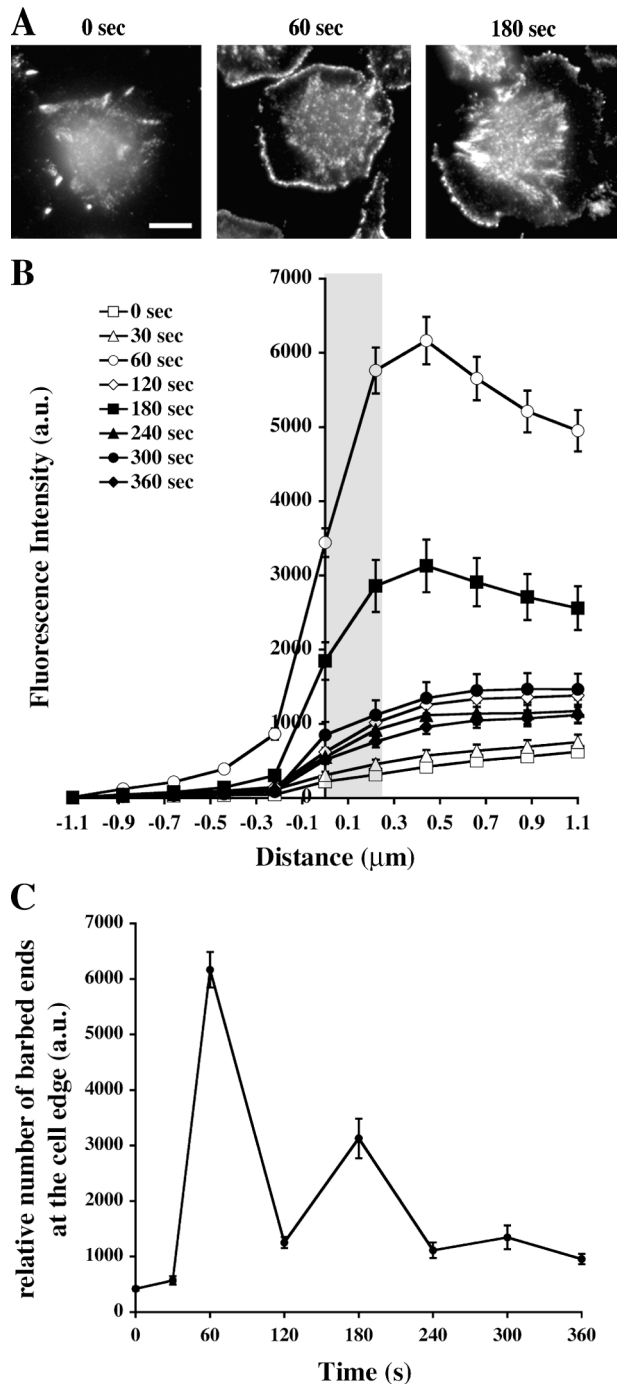 A
0 sec 60 sec 180 sec
B
0 sec
30 sec
60 sec
120 sec
180 sec
240 sec
300 sec
360 sec
Fluorescence Intensity (a.u.)
7000
6000
5000
4000
3000
2000
1000
0
-1.1 -0.9 -0.7 -0.5 -0.3 -0.1 0.1 0.3 0.5 0.7 0.9 1.1
Distance (μm)
C
relative number of barbed ends
at the cell edge (a.u.)
7000
6000
5000
4000
3000
2000
1000
0
0 60 120 180 240 300 360
Time (s)